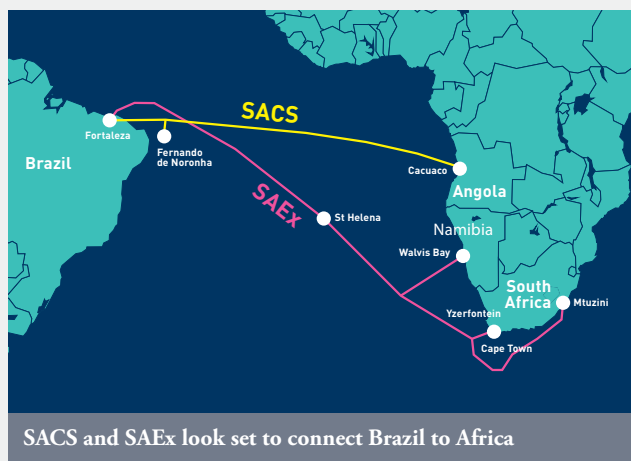 SACS
Fortaleza
Fernando
de Noronha
Brazil
Cacuaco
Angola
SAEx
St Helena
Namibia
Walvis Bay
South
Africa
Mtuzini
Yzerfontein
Cape Town
SACS and SAEx look set to connect Brazil to Africa